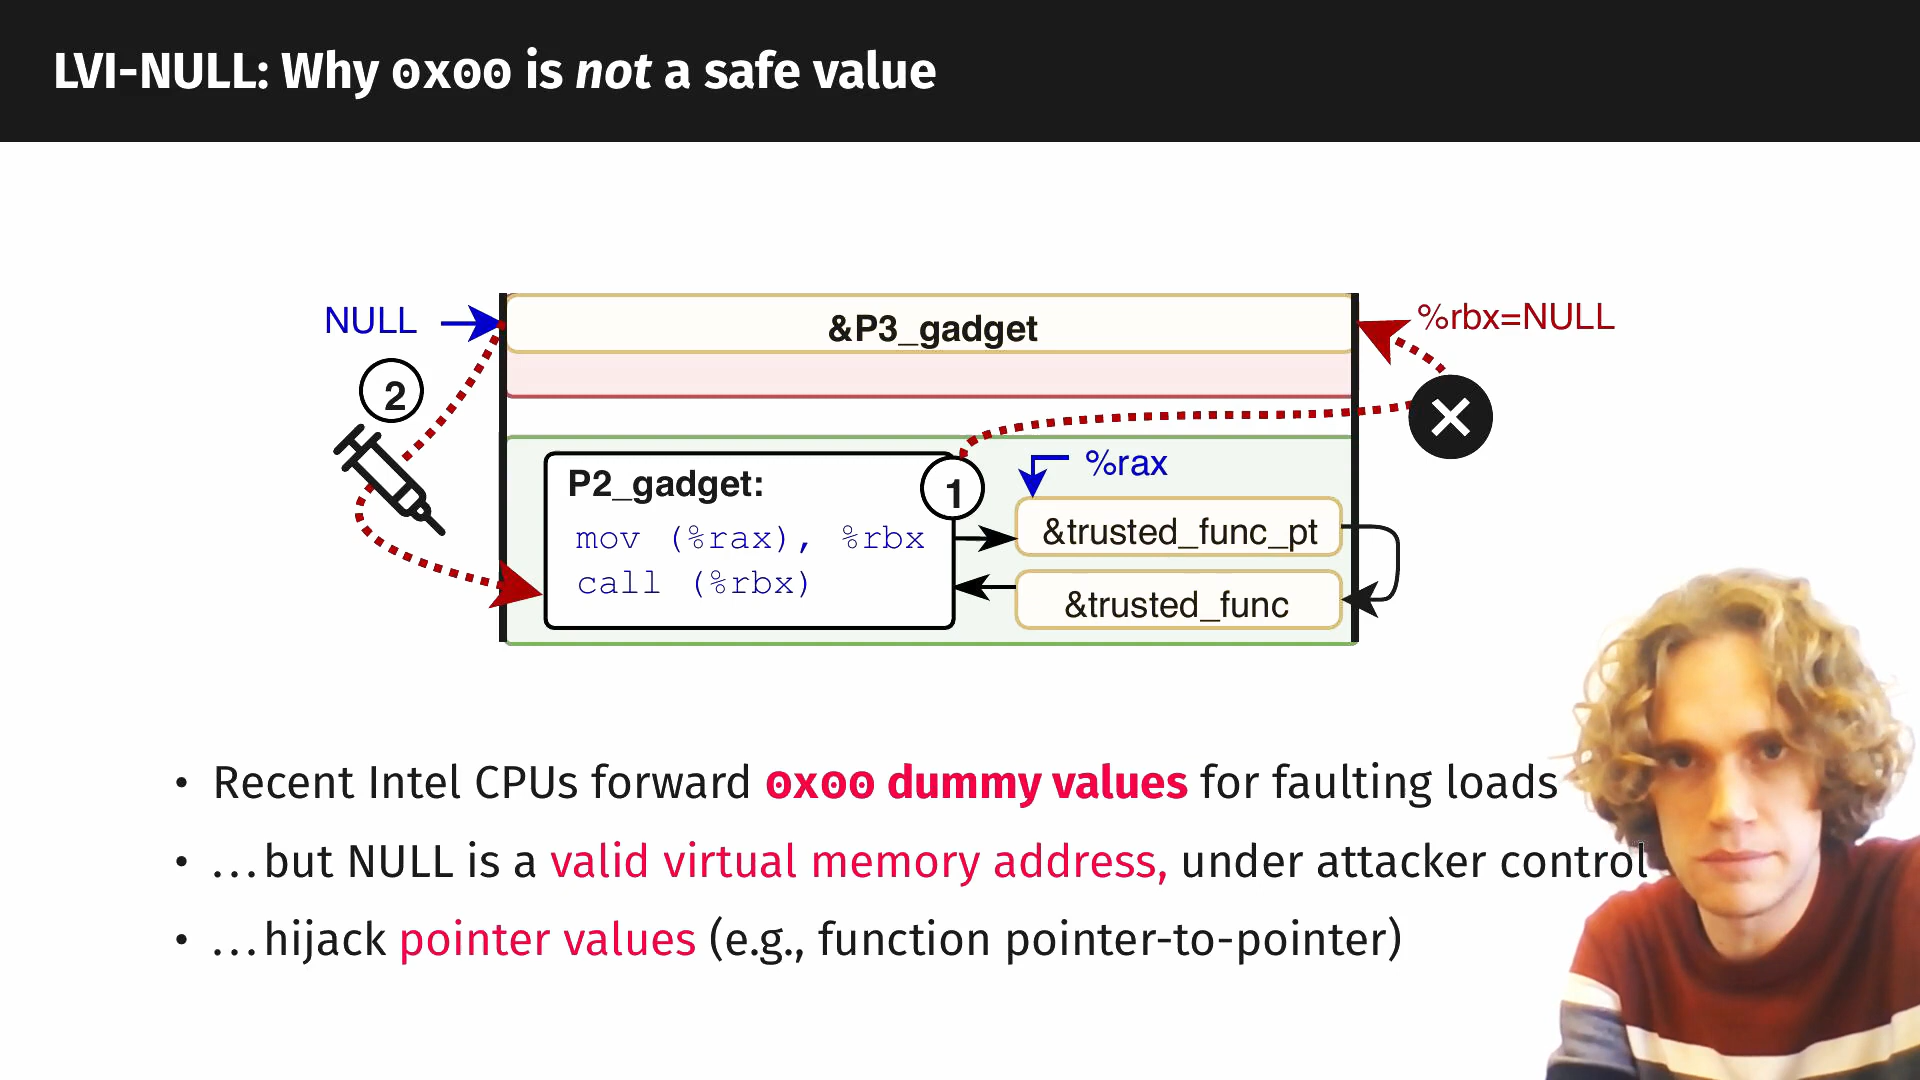 LVI-NULL: Why 0x00 is not a safe value
NULL
&P3_gadget
%rbx=NULL
2
P2_gadget:
1
%rax
mov (%rax), %rbx
&trusted_func_pt
call (%rbx)
&trusted_func
• Recent Intel CPUs forward 0x00 dummy values for faulting loads
• ...but NULL is a valid virtual memory address, under attacker control
• ...hijack pointer values (e.g., function pointer-to-pointer)